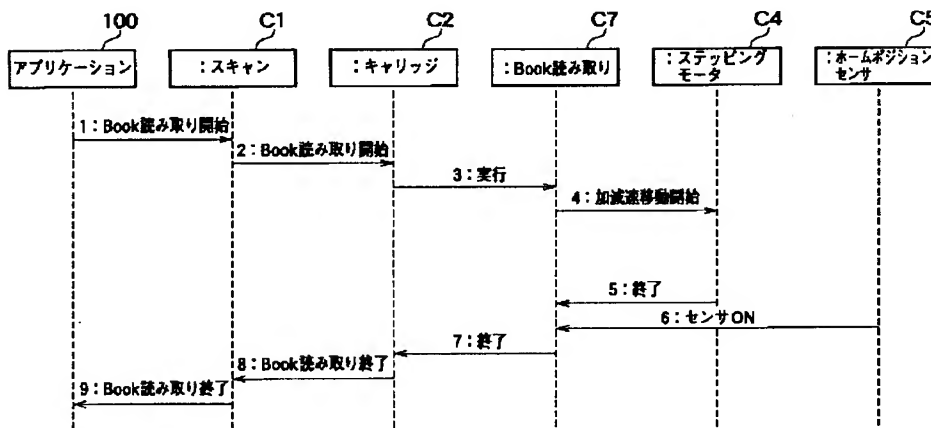 100
C1
C2
C7
C4
C5
アプリケーション
:スキャン
:キャリッジ
:Book読み取り
:ステッピング
モータ
:ホームポジション
センサ
1:Book読み取り開始
2:Book読み取り開始
3:実行
4:加減速移動開始
5:終了
6:センサON
7:終了
8:Book読み取り終了
9:Book読み取り終了